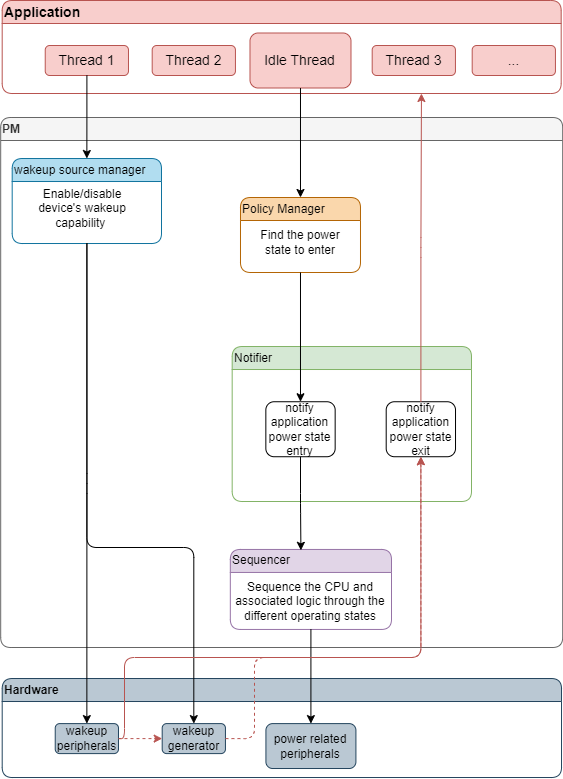 Application
Thread 1
Thread 2
Idle Thread
Thread 3
...
PM
wakeup source manager
Enable/disable
device's wakeup
capability
Policy Manager
Find the power
state to enter
Notifier
notify
application
power state
entry
notify
application
power state
exit
Sequencer
Sequence the CPU and
associated logic through the
different operating states
Hardware
wakeup
peripherals
wakeup
generator
power related
peripherals